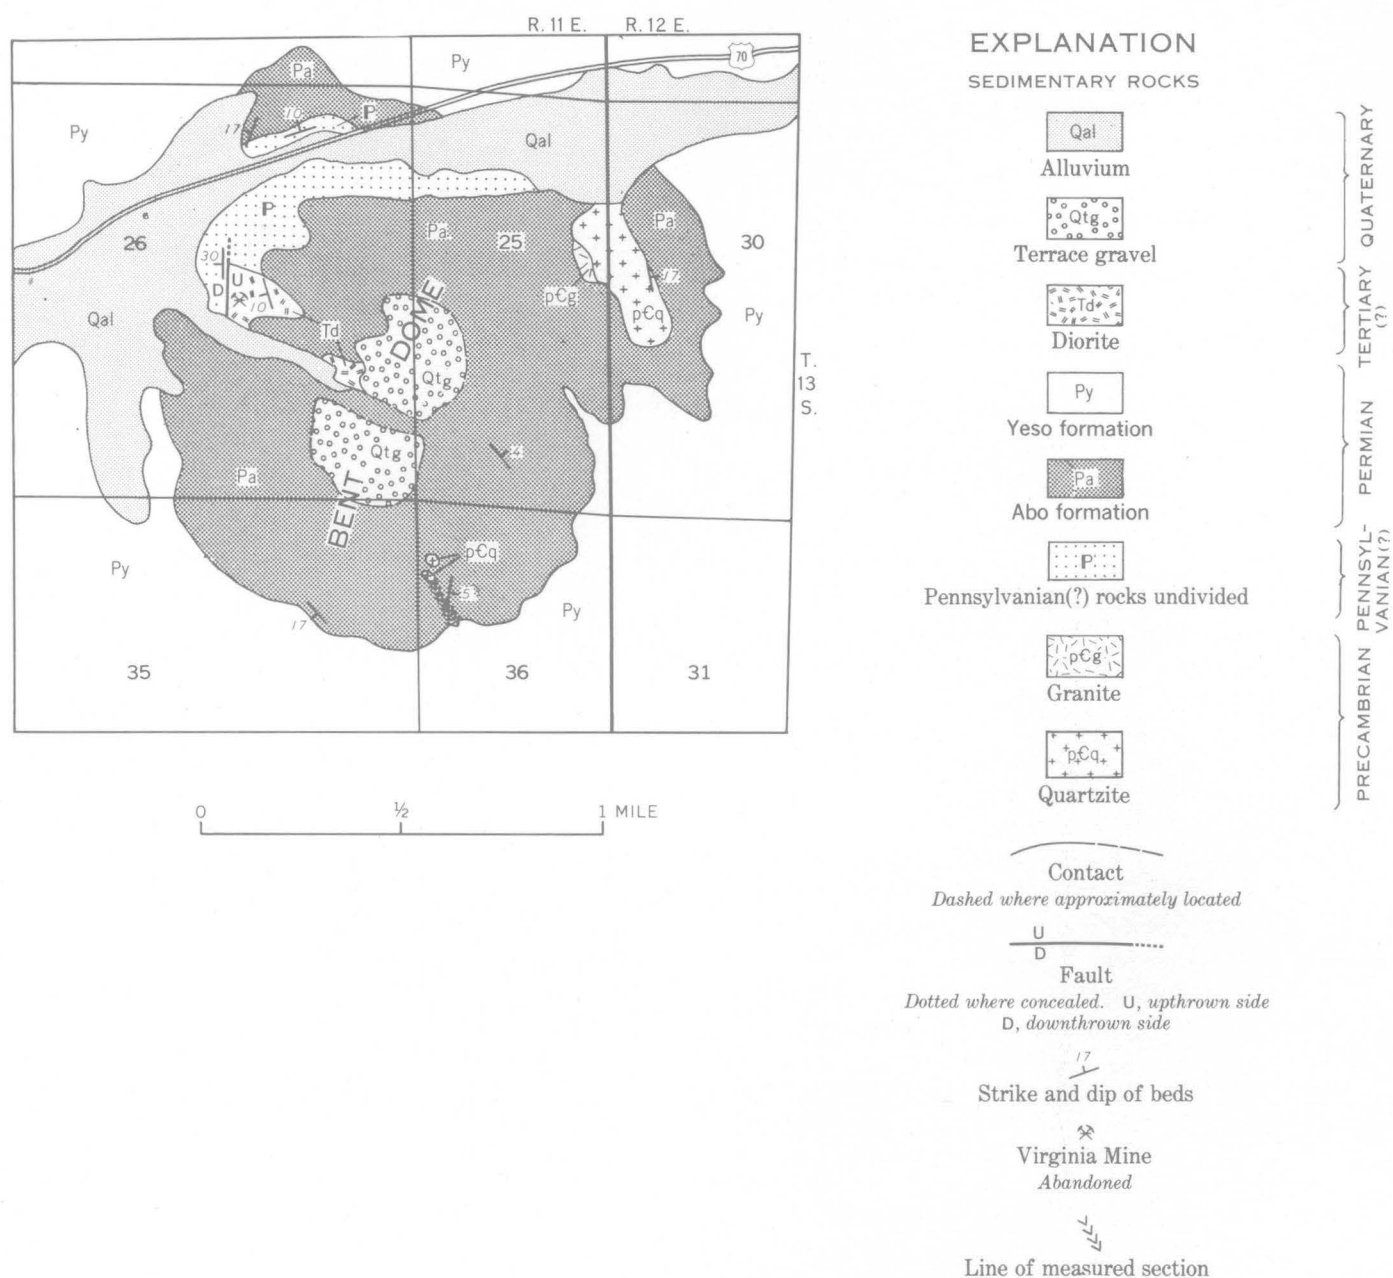 R. 11 E. R. 12 E.
70
Py
Pa
Py
P
10
17
Qal
P
Pa
25
Pa
30
26
30
D U
10
17
pЄg
pЄq
Py
Qal
Td
DOME
Qtg
T.
13
S.
Qtg
4
Pa
BENT
pЄq
Py
5
Py
17
35
36
31
0 ½ 1 MILE
EXPLANATION
SEDIMENTARY ROCKS
Qal
Alluvium
Qtg
Terrace gravel
QUATERNARY
Td
Diorite
TERTIARY
(?)
Py
Yeso formation
Pa
Abo formation
PERMIAN
P
Pennsylvanian(?) rocks undivided
PENNSYL-
VANIAN(?)
pЄg
Granite
pЄq
Quartzite
PRECAMBRIAN
Contact
Dashed where approximately located
U
D
Fault
Dotted where concealed. U, upthrown side
D, downthrown side
17
Strike and dip of beds
Virginia Mine
Abandoned
Line of measured section